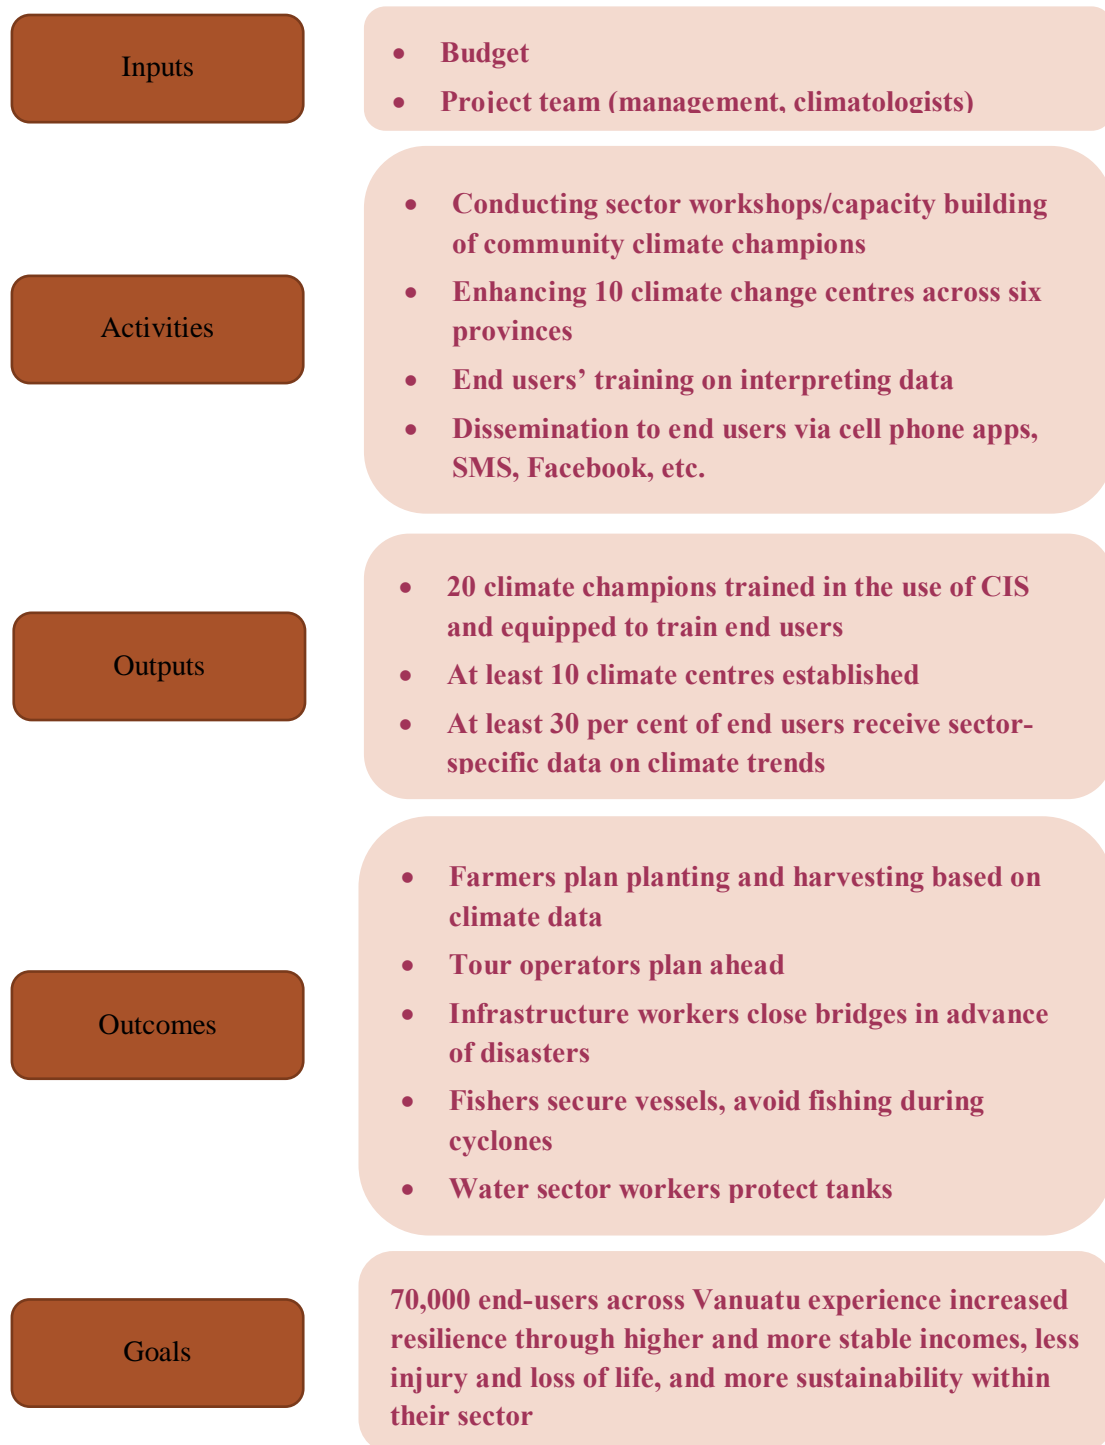 Inputs
• Budget
• Project team (management, climatologists)
Activities
• Conducting sector workshops/capacity building
of community climate champions
• Enhancing 10 climate change centres across six
provinces
• End users’ training on interpreting data
• Dissemination to end users via cell phone apps,
SMS, Facebook, etc.
Outputs
• 20 climate champions trained in the use of CIS
and equipped to train end users
• At least 10 climate centres established
• At least 30 per cent of end users receive sector-
specific data on climate trends
Outcomes
• Farmers plan planting and harvesting based on
climate data
• Tour operators plan ahead
• Infrastructure workers close bridges in advance
of disasters
• Fishers secure vessels, avoid fishing during
cyclones
• Water sector workers protect tanks
Goals
70,000 end-users across Vanuatu experience increased
resilience through higher and more stable incomes, less
injury and loss of life, and more sustainability within
their sector